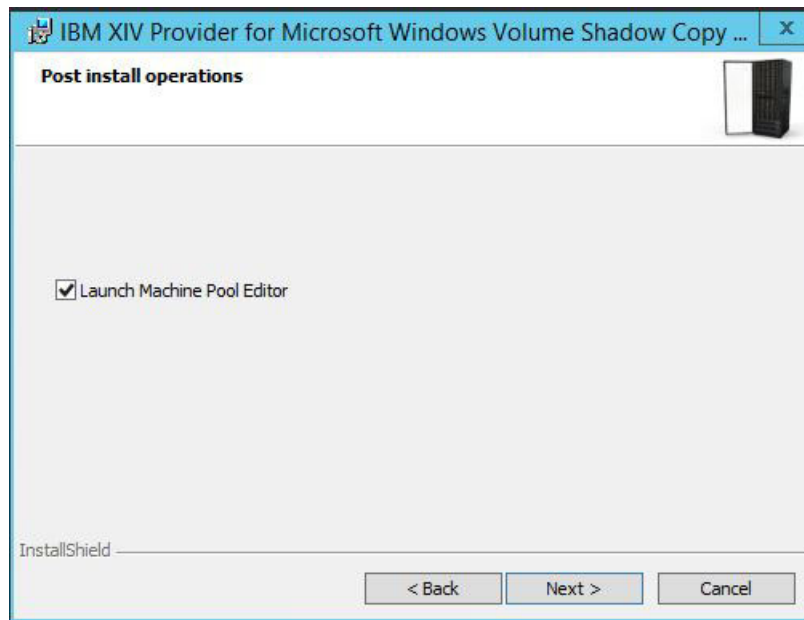 IBM XIV Provider for Microsoft Windows Volume Shadow Copy ...
x
Post install operations
Launch Machine Pool Editor
InstallShield
< Back
Next >
Cancel